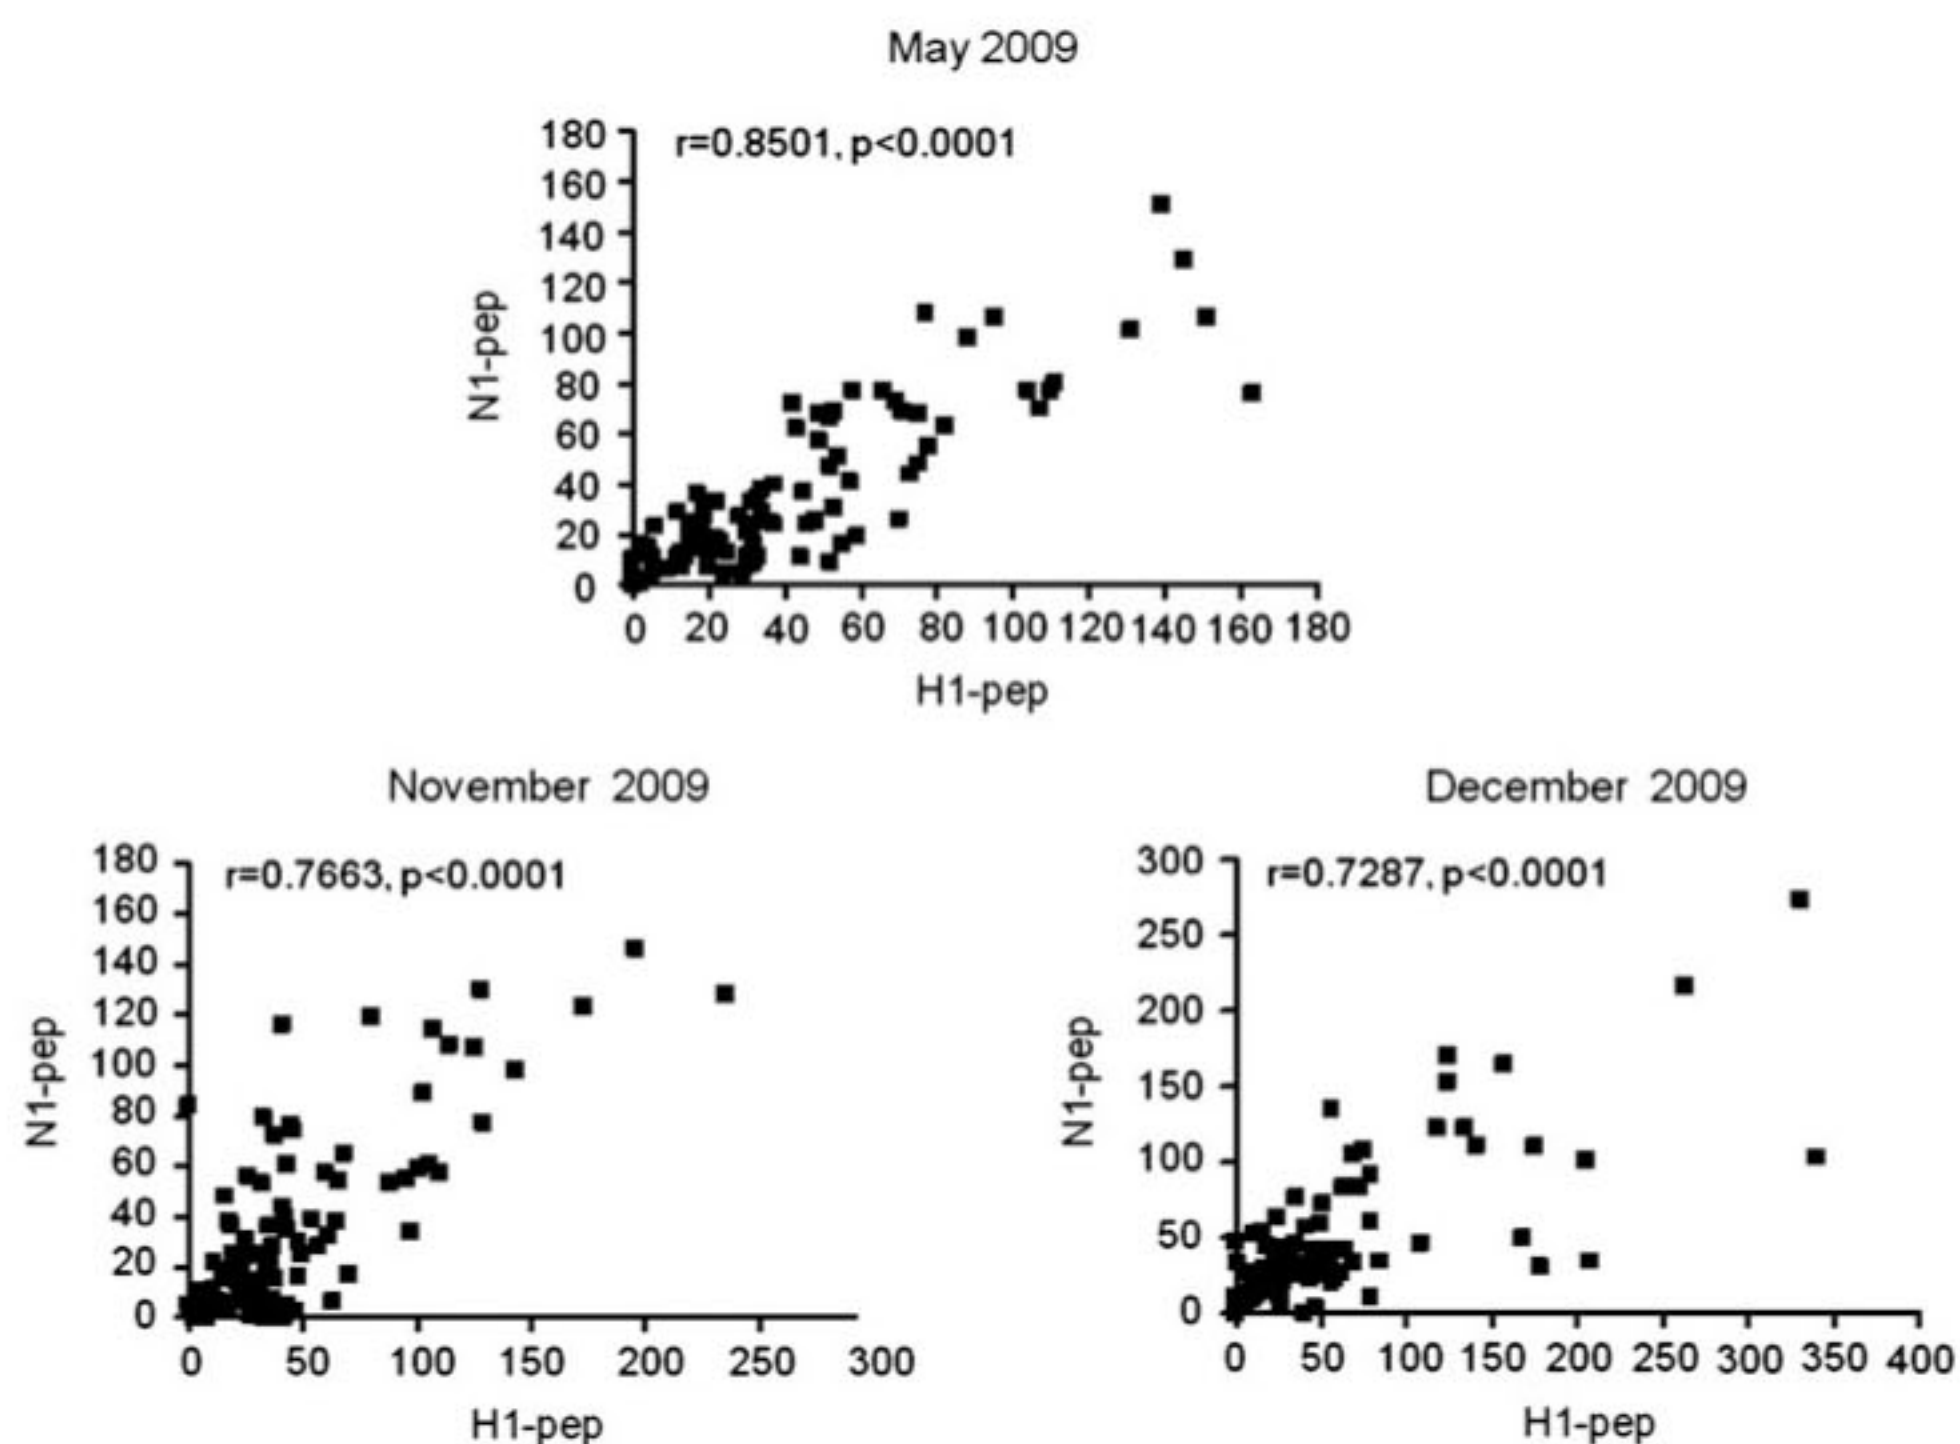 May 2009
r=0.8501, p<0.0001
180
160
140
120
100
80
60
40
20
0
N1-pep
0 20 40 60 80 100 120 140 160 180
H1-pep
November 2009
r=0.7663, p<0.0001
180
160
140
120
100
80
60
40
20
0
N1-pep
0 50 100 150 200 250 300
H1-pep
December 2009
r=0.7287, p<0.0001
300
250
200
150
100
50
0
N1-pep
0 50 100 150 200 250 300 350 400
H1-pep